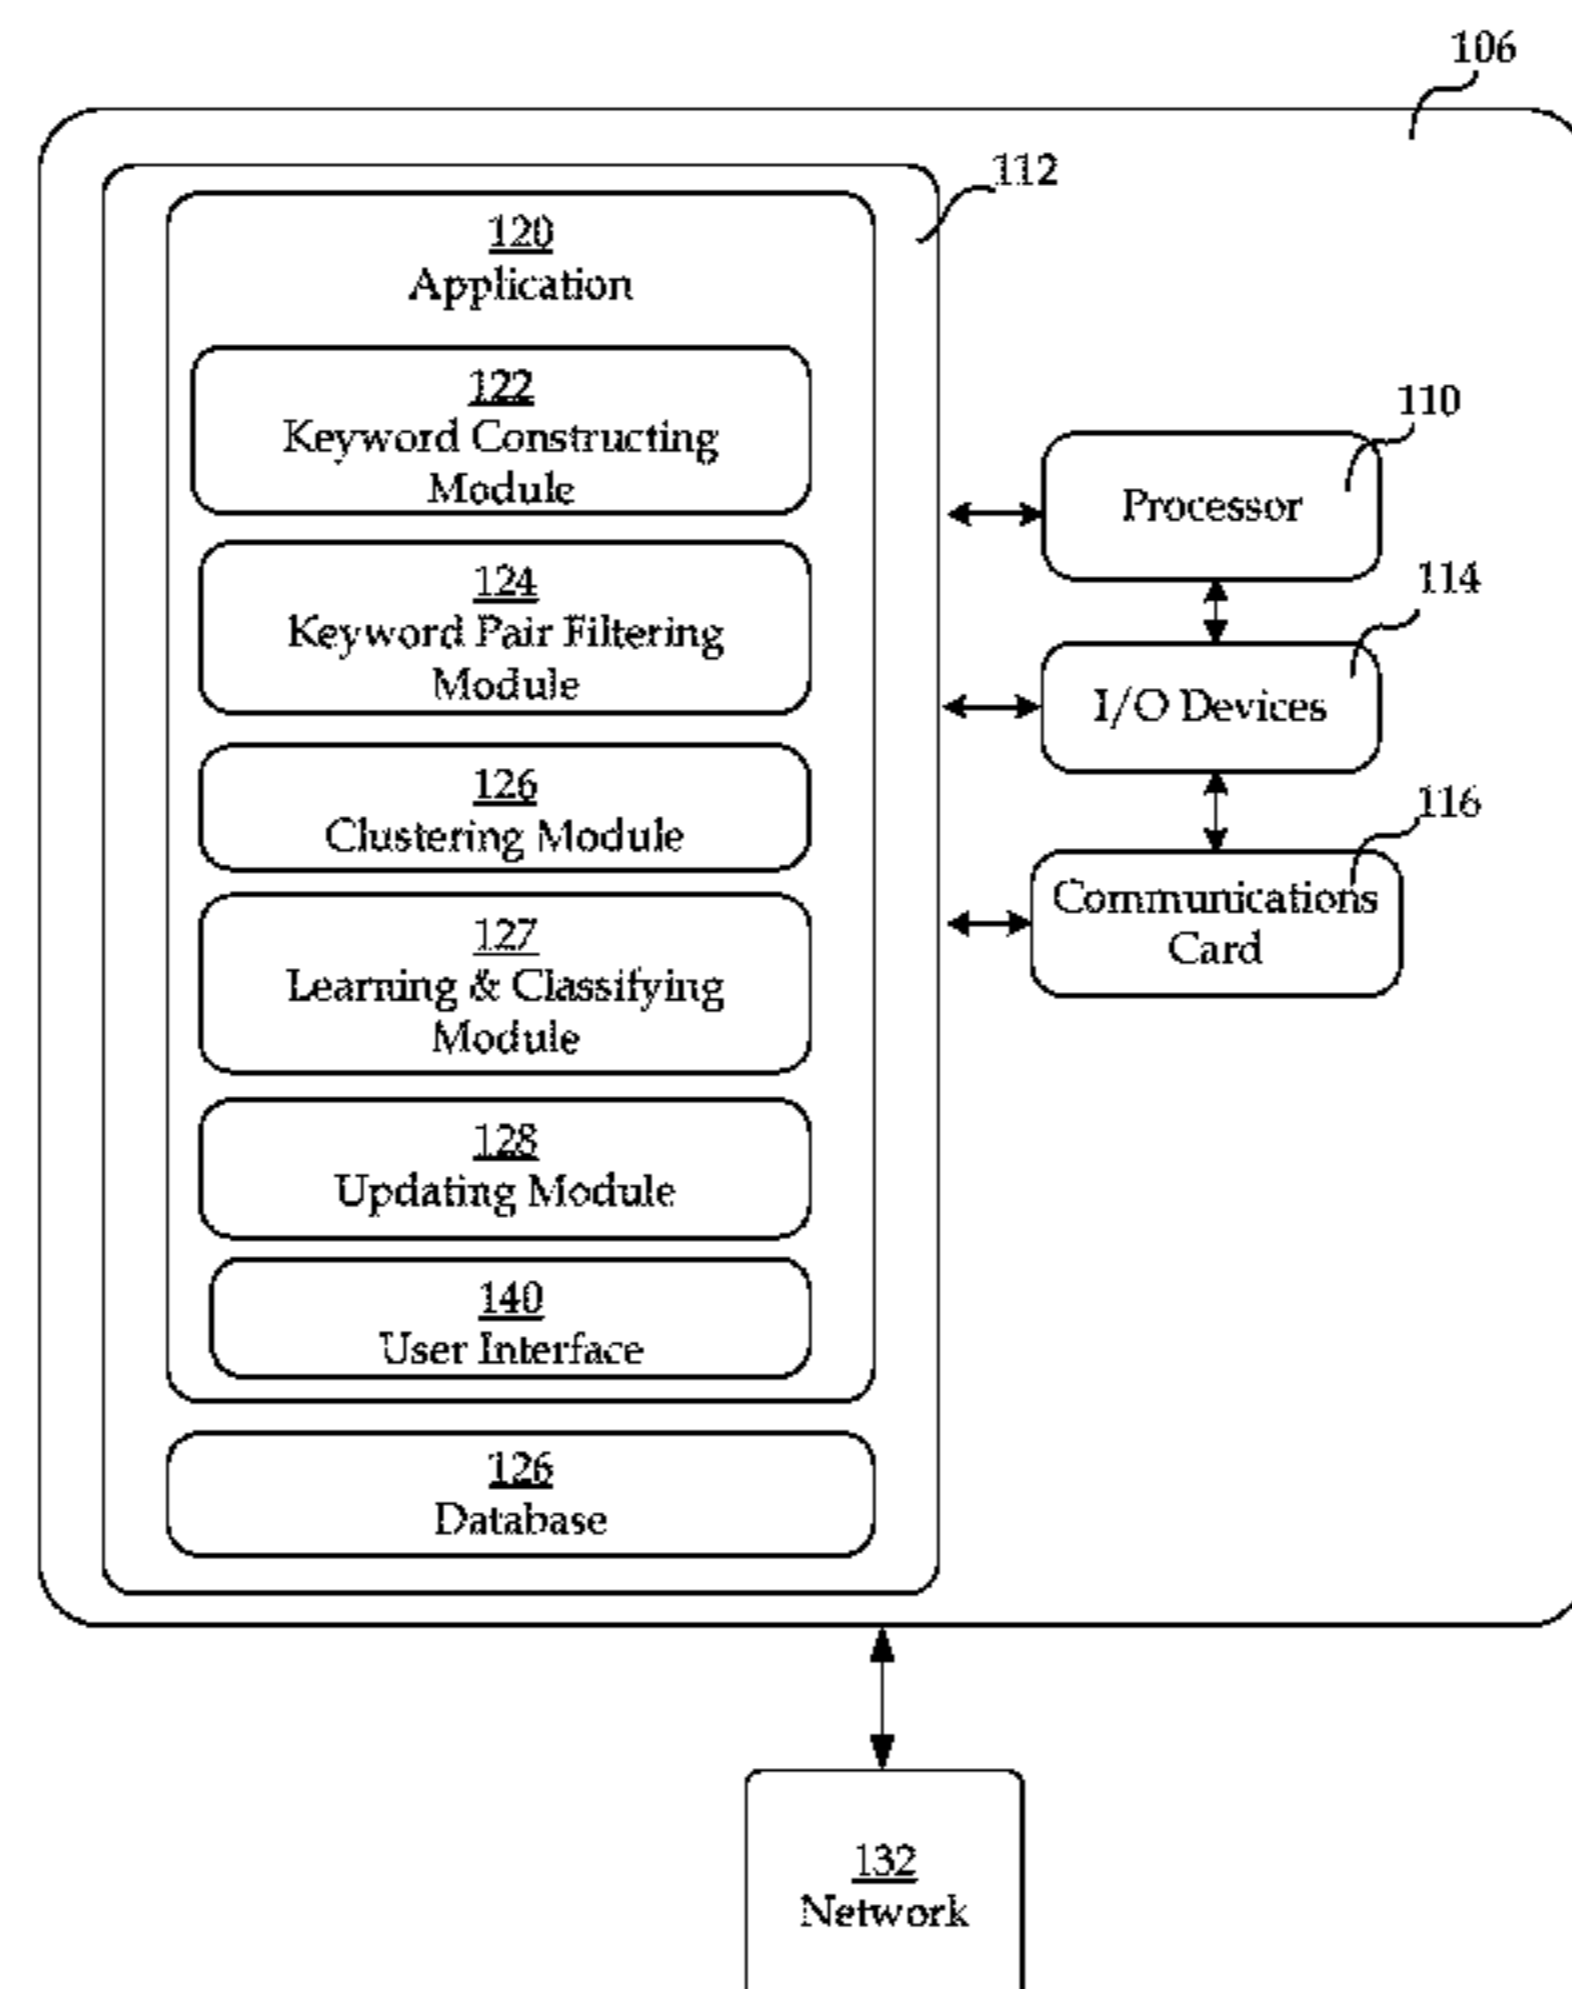 106
112
120
Application
122
Keyword Constructing
Module
124
Keyword Pair Filtering
Module
126
Clustering Module
127
Learning & Classifying
Module
128
Updating Module
140
User Interface
126
Database
110
Processor
114
I/O Devices
116
Communications
Card
132
Network